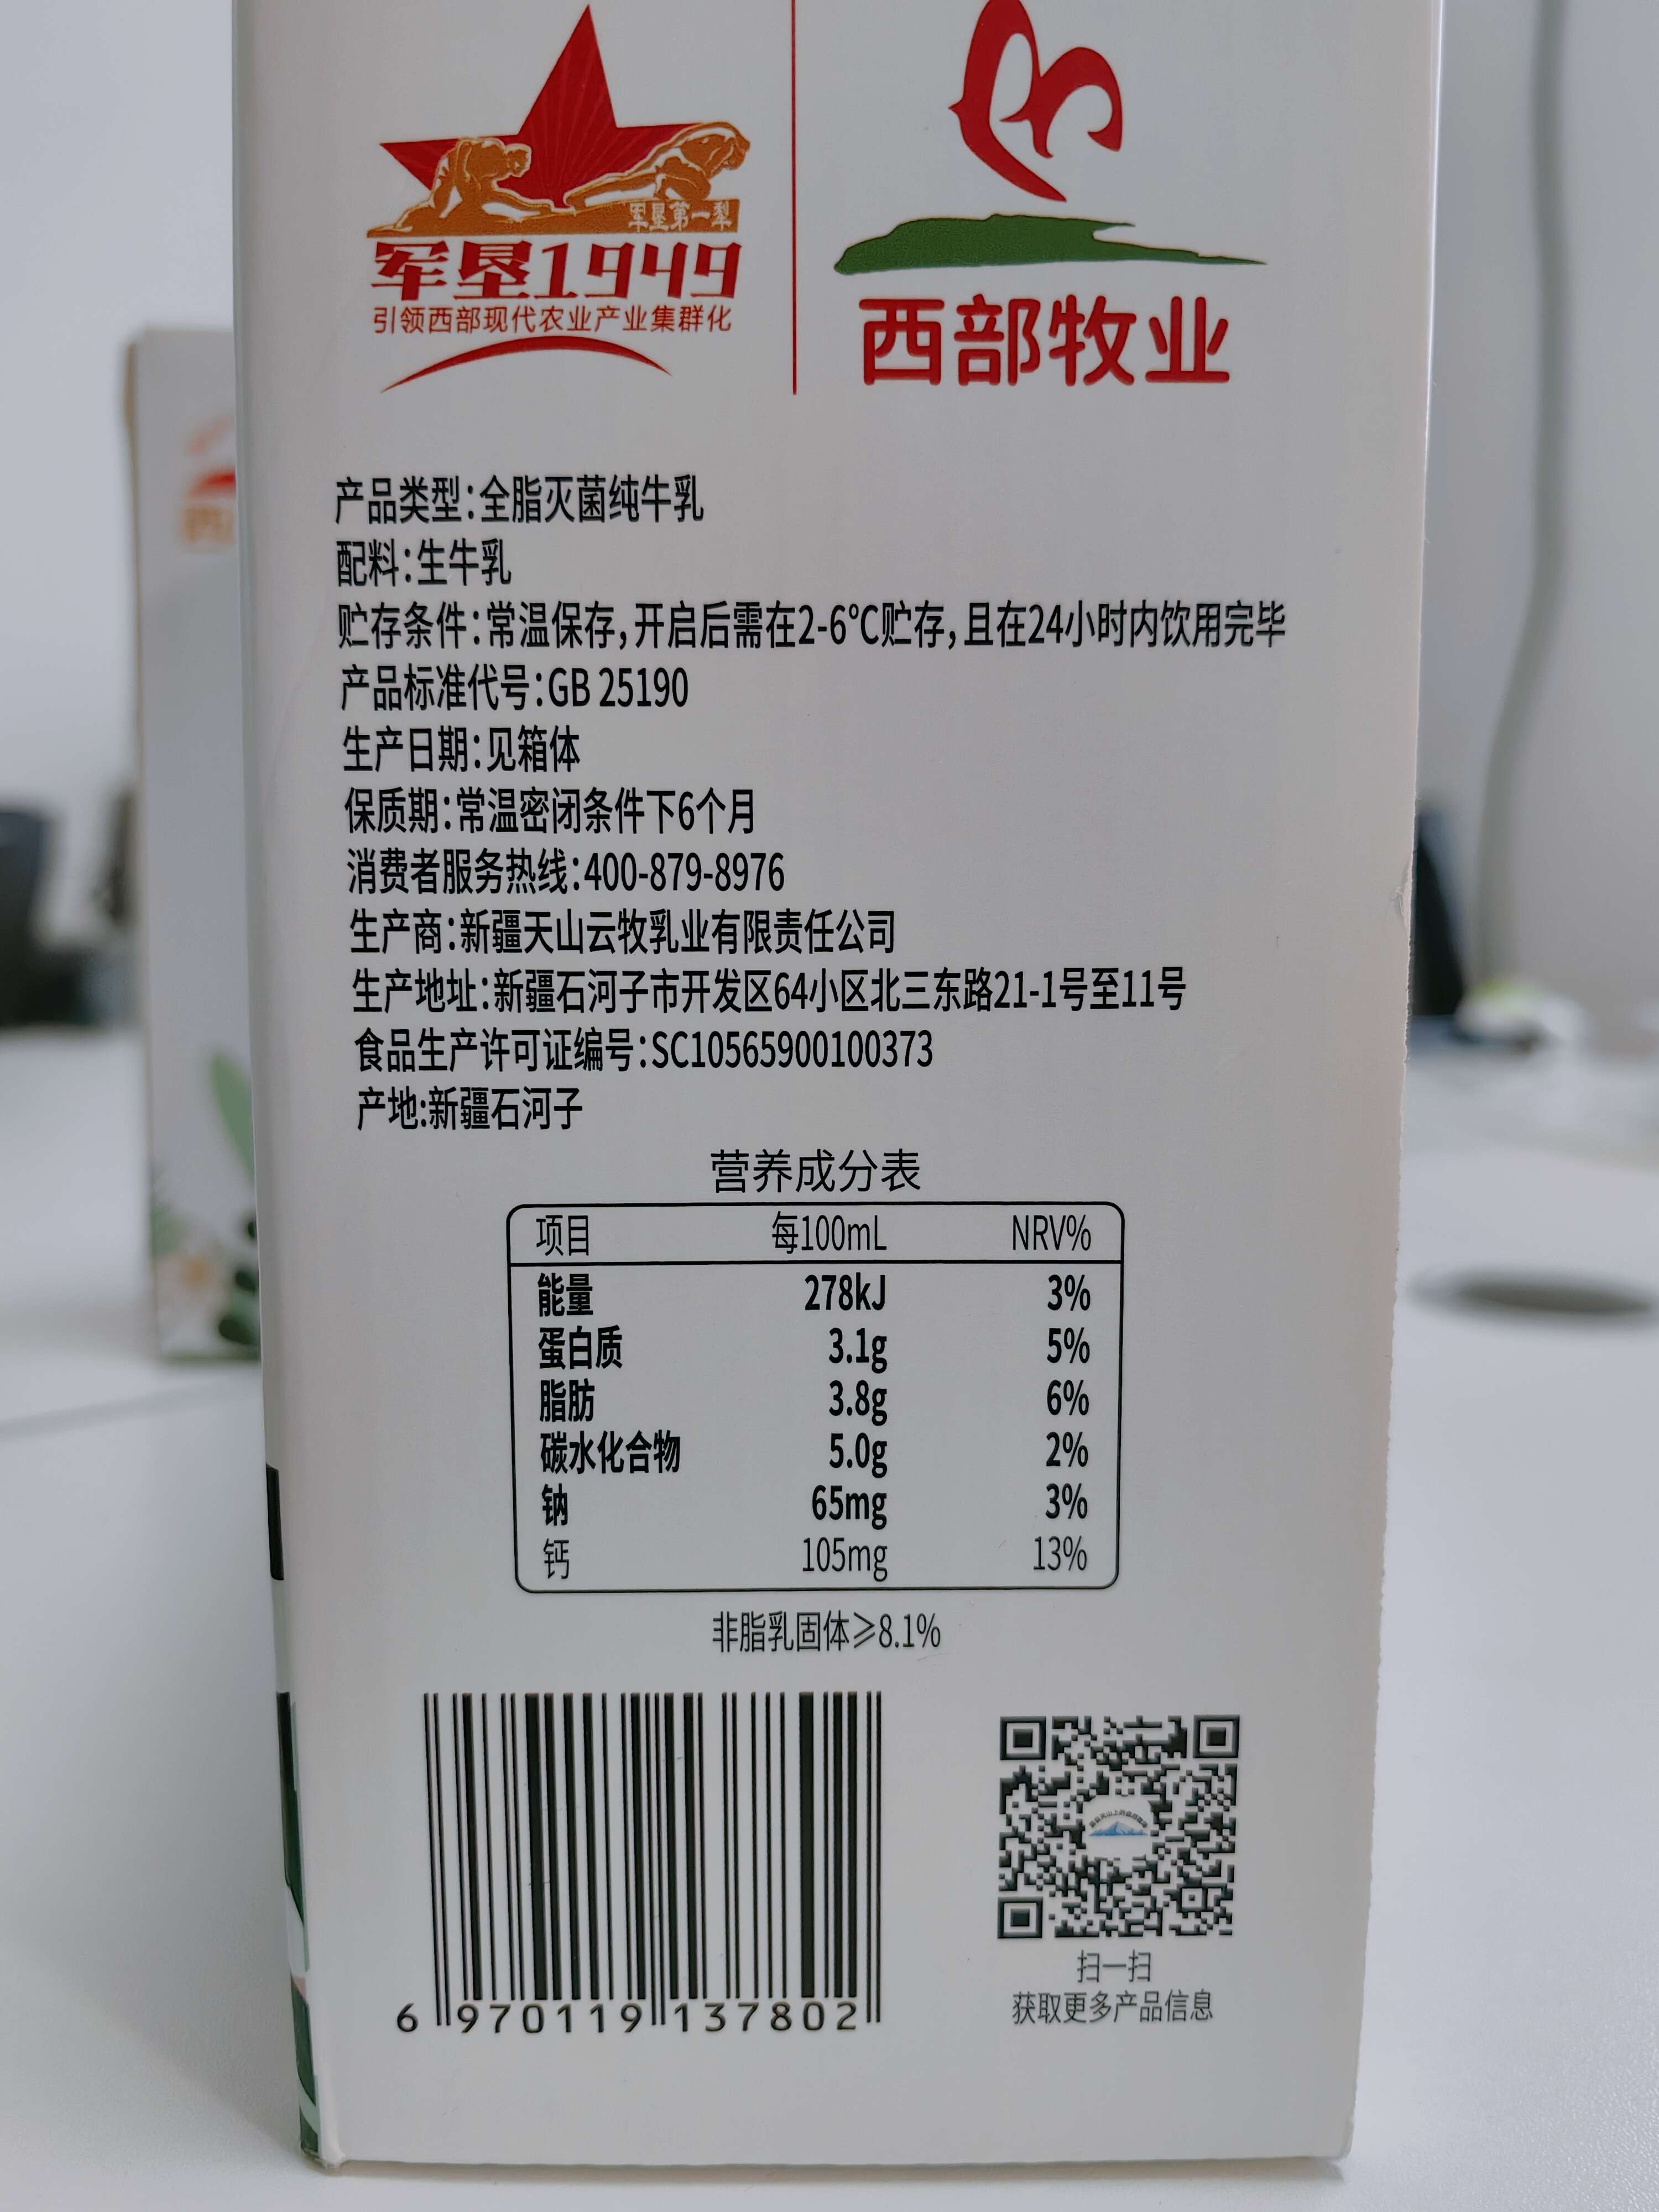 军垦第一犁
军垦1949
引领西部现代农业产业集群化
西部牧业
产品类型:全脂灭菌纯牛乳
配料:生牛乳
贮存条件:常温保存,开启后需在2-6℃贮存,且在24小时内饮用完毕
产品标准代号:GB 25190
生产日期:见箱体
保质期:常温密闭条件下6个月
消费者服务热线:400-879-8976
生产商:新疆天山云牧乳业有限责任公司
生产地址:新疆石河子市开发区64小区北三东路21-1号至11号
食品生产许可证编号:SC10565900100373
产地:新疆石河子
营养成分表
项目 每100mL NRV%
能量 278kJ 3%
蛋白质 3.1g 5%
脂肪 3.8g 6%
碳水化合物 5.0g 2%
钠 65mg 3%
钙 105mg 13%
非脂乳固体≥8.1%
6 970119 137802
扫一扫
获取更多产品信息